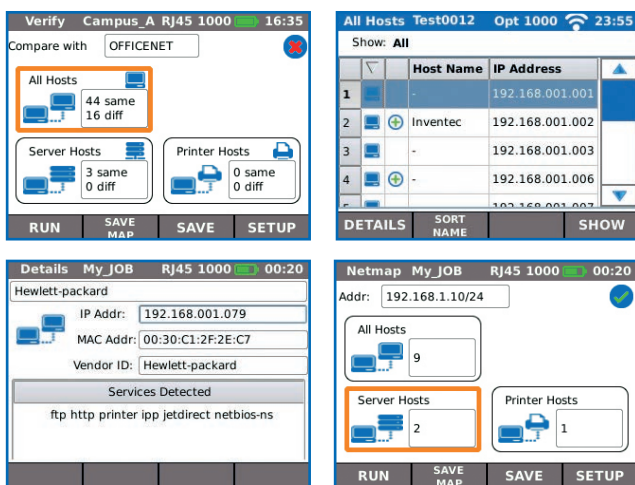 Verify Campus_A RJ45 1000 16:35
Compare with OFFICENET
All Hosts
44 same
16 diff
Server Hosts
3 same
0 diff
Printer Hosts
0 same
0 diff
RUN SAVE MAP SAVE SETUP
All Hosts Test0012 Opt 1000 23:55
Show: All
Host Name IP Address
1 - 192.168.001.001
2 Inventec 192.168.001.002
3 - 192.168.001.003
4 - 192.168.001.006
DETAILS SORT NAME SHOW
Details My_JOB RJ45 1000 00:20
Hewlett-packard
IP Addr: 192.168.001.079
MAC Addr: 00:30:C1:2F:2E:C7
Vendor ID: Hewlett-packard
Services Detected
ftp http printer ipp jetdirect netbios-ns
Netmap My_JOB RJ45 1000 00:20
Addr: 192.168.1.10/24
All Hosts
9
Server Hosts
2
Printer Hosts
1
RUN SAVE MAP SAVE SETUP